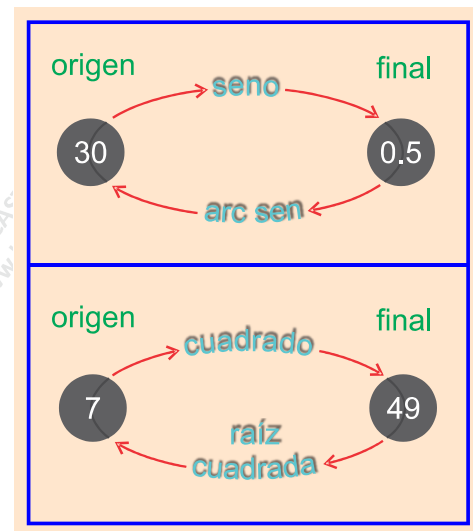 origen
final
seno
30
0.5
arc sen
origen
final
cuadrado
7
49
raíz
cuadrada